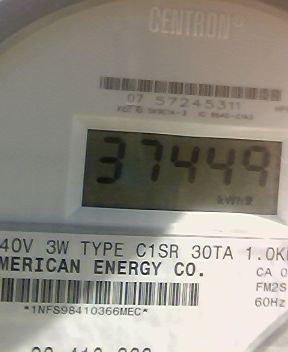 CENTRON®
07 57245311
37449
kWh
40V 3W TYPE C1SR 30TA 1.0K
MERICAN ENERGY CO.
CA 0
FM2S
60Hz
*1NFS98410366MEC*